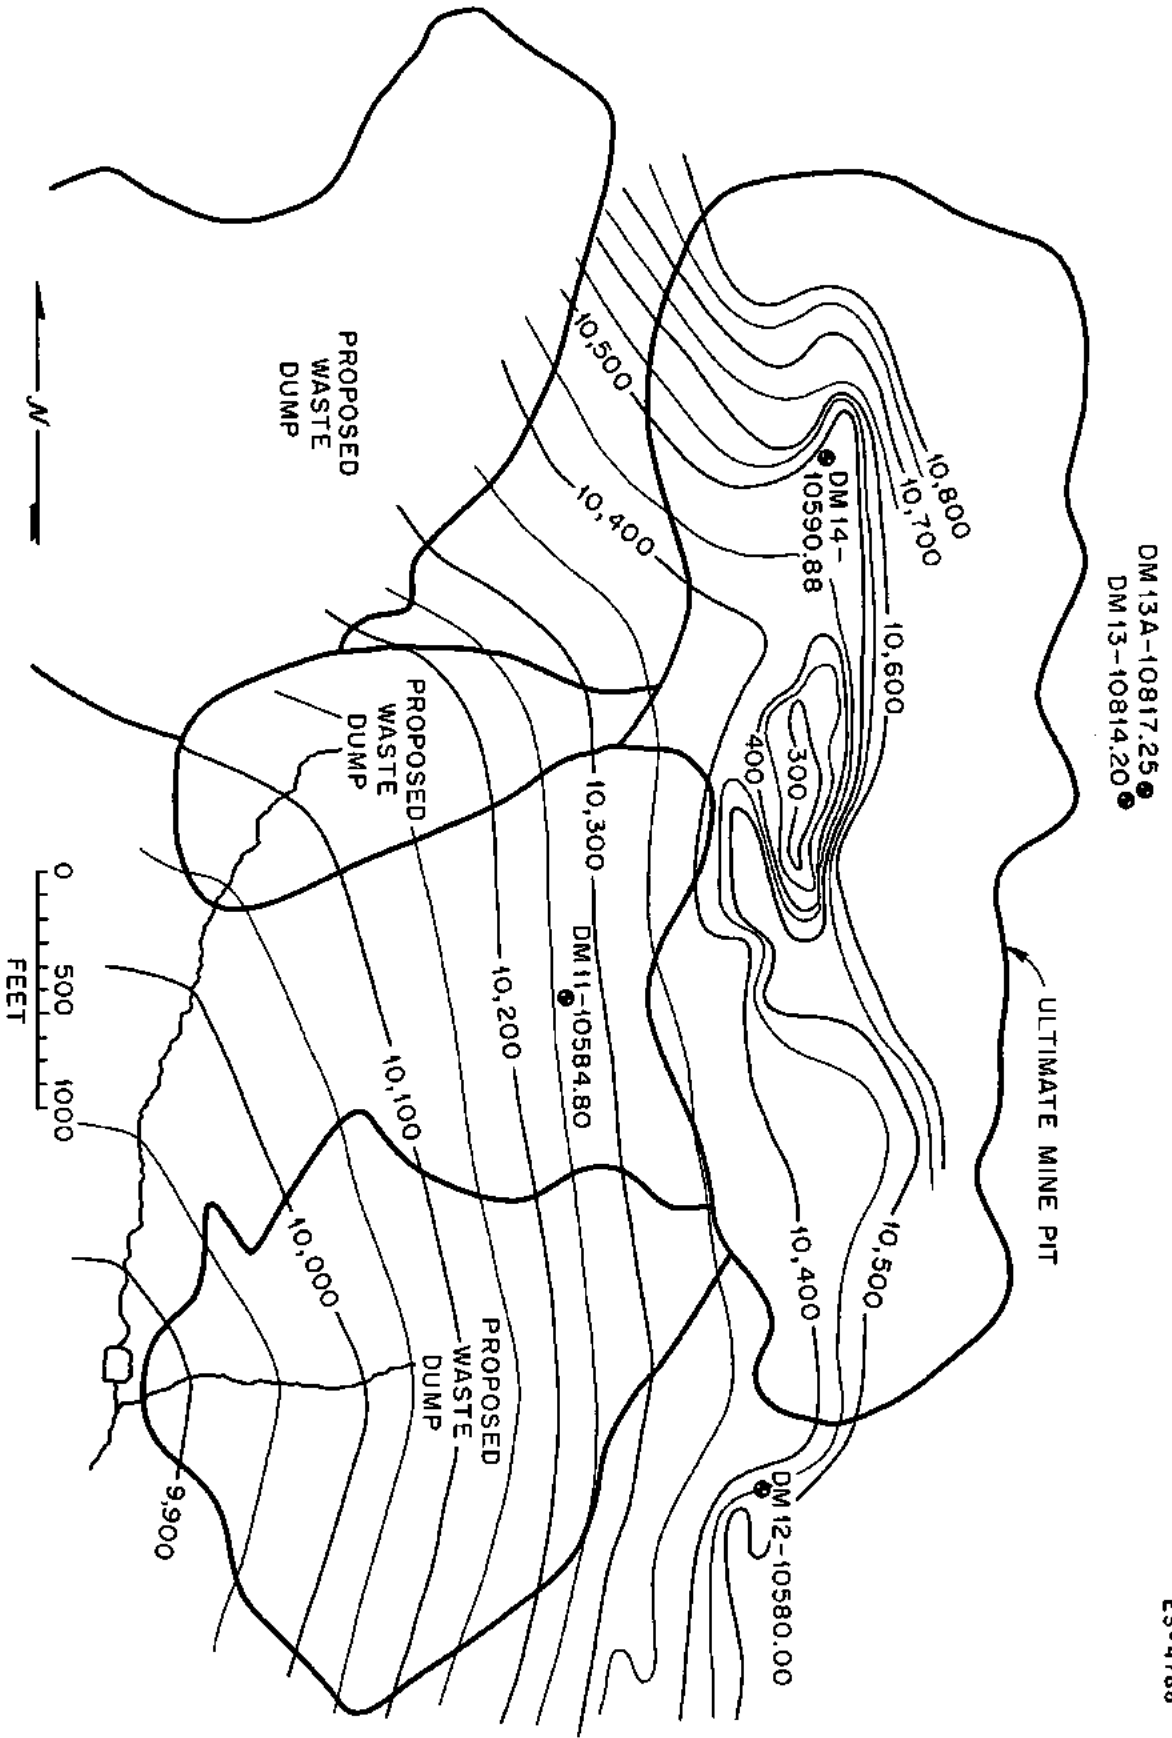 DM13A-10817.25
DM13-10814.20
ULTIMATE MINE PIT
10,800
10,700
10,600
DM14-
10590.88
10,500
10,400
300
400
10,300
DM11-10584.80
10,200
10,100
10,000
9,900
10,500
10,400
DM12-10580.00
PROPOSED
WASTE
DUMP
PROPOSED
WASTE
DUMP
PROPOSED
WASTE
DUMP
N
0
500
1000
FEET